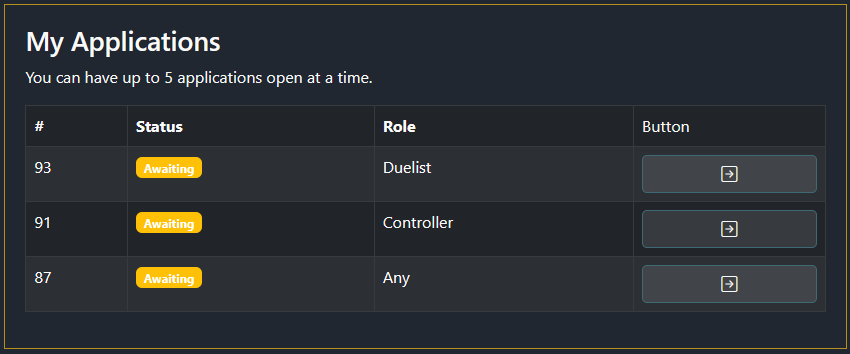 My Applications
You can have up to 5 applications open at a time.
# Status Role Button
93 Awaiting Duelist
91 Awaiting Controller
87 Awaiting Any